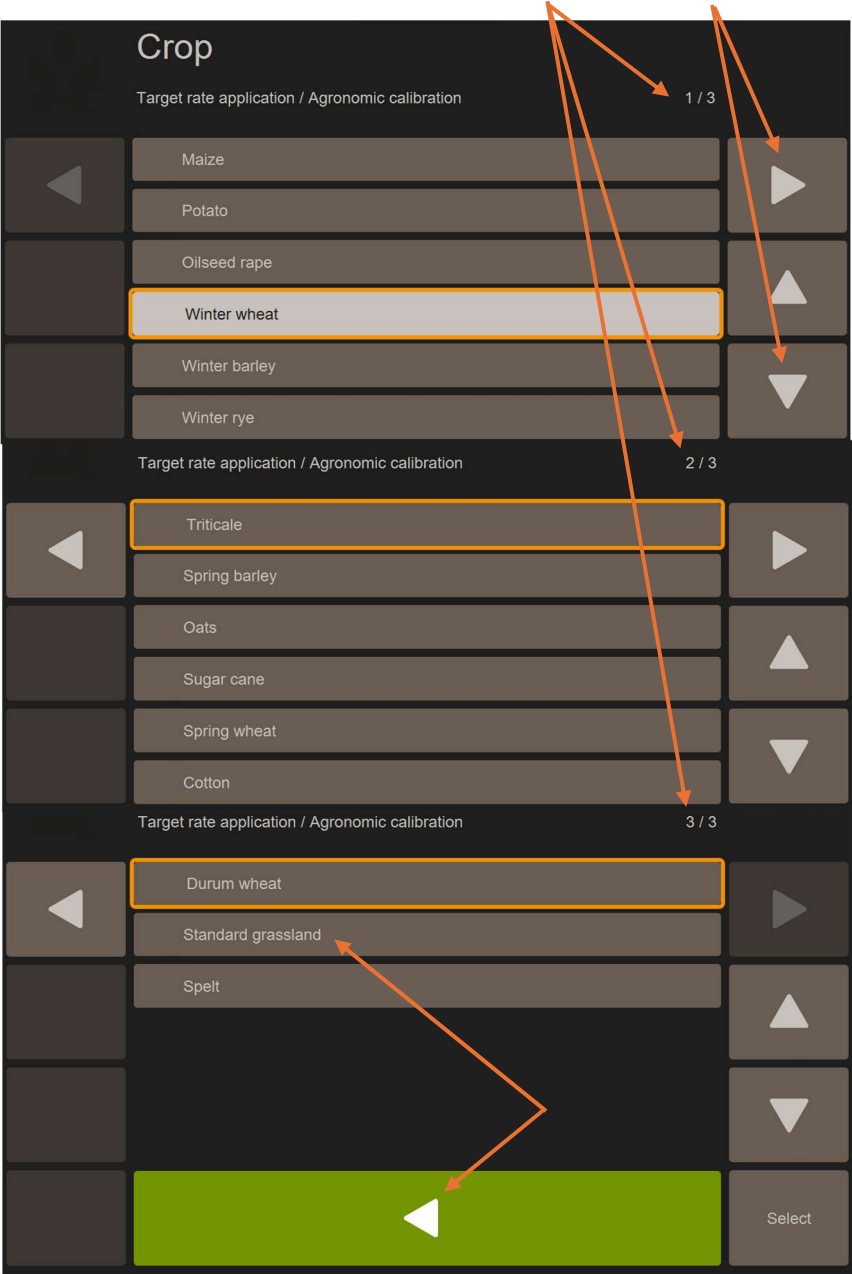 Crop
Target rate application / Agronomic calibration 1 / 3
Maize
Potato
Oilseed rape
Winter wheat
Winter barley
Winter rye
Target rate application / Agronomic calibration 2 / 3
Triticale
Spring barley
Oats
Sugar cane
Spring wheat
Cotton
Target rate application / Agronomic calibration 3 / 3
Durum wheat
Standard grassland
Spelt
Select